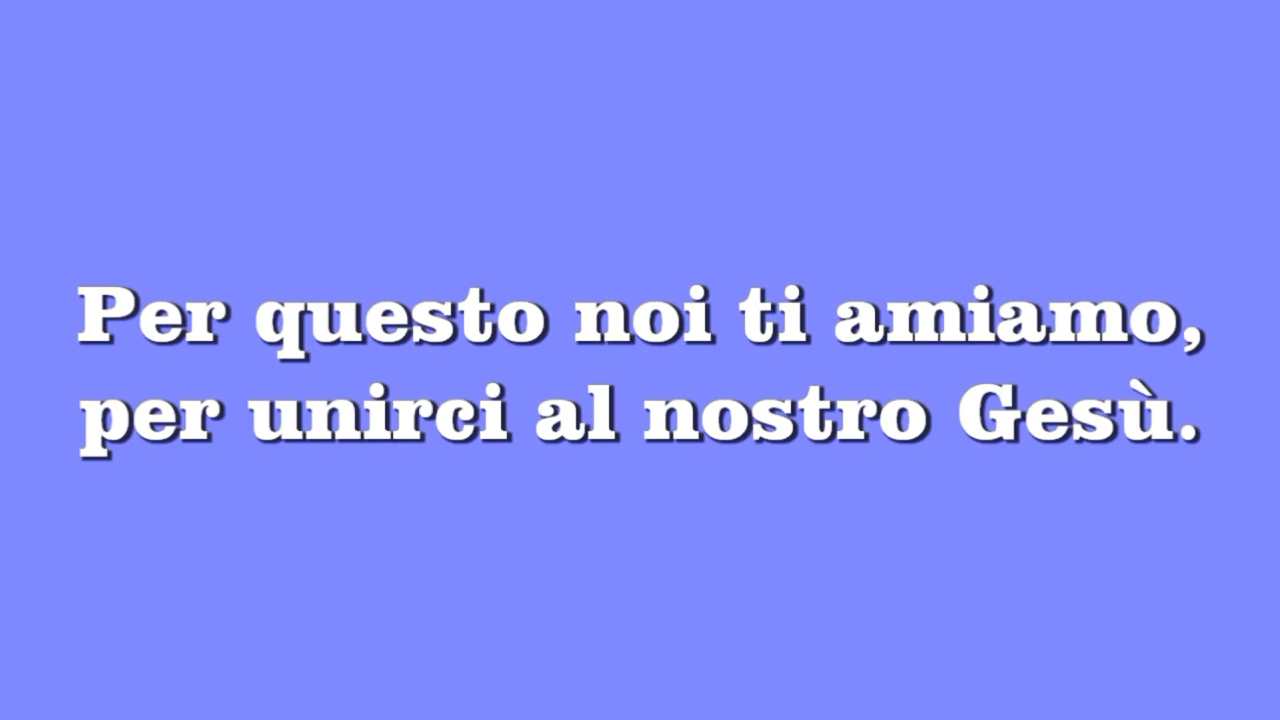 Per questo noi ti amiamo,
per unirci al nostro Gesù.